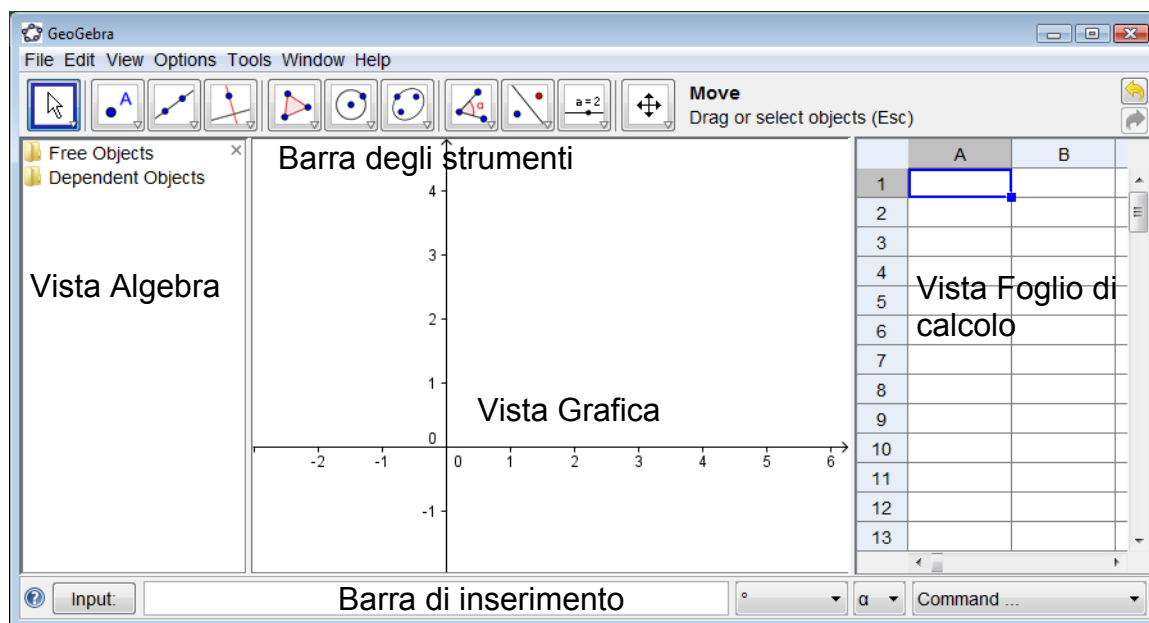 GeoGebra
File Edit View Options Tools Window Help
A
α
a = 2
Move
Drag or select objects (Esc)
Free Objects
Dependent Objects
Barra degli strumenti
Vista Algebra
4
3
2
1
0
-1
-2 -1 0 1 2 3 4 5 6
Vista Grafica
A B
1
2
3
4
5
6
7
8
9
10
11
12
13
Vista Foglio di
calcolo
Input:
Barra di inserimento
° α Command ...